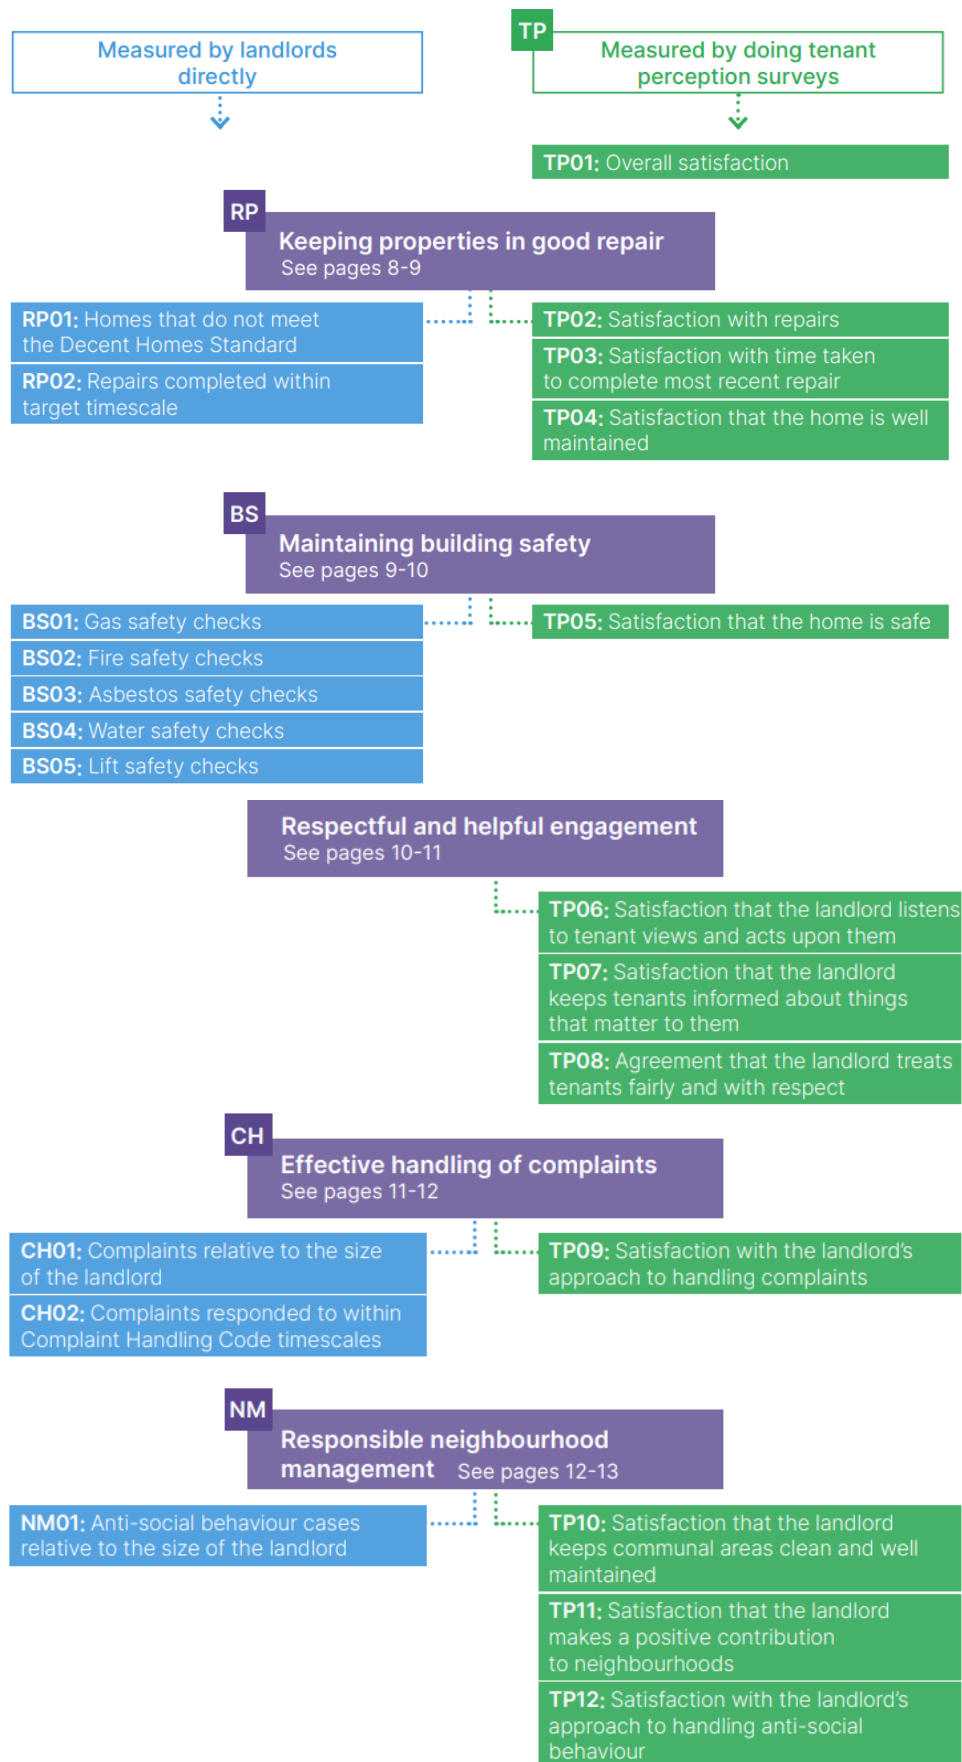 Measured by landlords
directly
TP
Measured by doing tenant
perception surveys
TP01: Overall satisfaction
RP
Keeping properties in good repair
See pages 8-9
RP01: Homes that do not meet
the Decent Homes Standard
RP02: Repairs completed within
target timescale
TP02: Satisfaction with repairs
TP03: Satisfaction with time taken
to complete most recent repair
TP04: Satisfaction that the home is well
maintained
BS
Maintaining building safety
See pages 9-10
BS01: Gas safety checks
BS02: Fire safety checks
BS03: Asbestos safety checks
BS04: Water safety checks
BS05: Lift safety checks
TP05: Satisfaction that the home is safe
Respectful and helpful engagement
See pages 10-11
TP06: Satisfaction that the landlord listens
to tenant views and acts upon them
TP07: Satisfaction that the landlord
keeps tenants informed about things
that matter to them
TP08: Agreement that the landlord treats
tenants fairly and with respect
CH
Effective handling of complaints
See pages 11-12
CH01: Complaints relative to the size
of the landlord
CH02: Complaints responded to within
Complaint Handling Code timescales
TP09: Satisfaction with the landlord's
approach to handling complaints
NM
Responsible neighbourhood
management See pages 12-13
NM01: Anti-social behaviour cases
relative to the size of the landlord
TP10: Satisfaction that the landlord
keeps communal areas clean and well
maintained
TP11: Satisfaction that the landlord
makes a positive contribution
to neighbourhoods
TP12: Satisfaction with the landlord's
approach to handling anti-social
behaviour